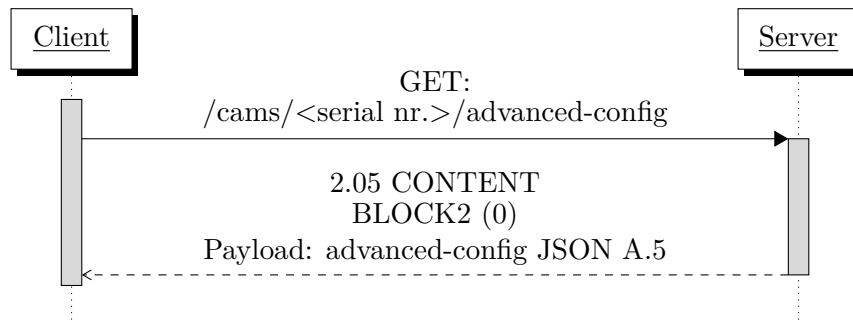 Client
Server
GET:
/cams/<serial nr.>/advanced-config
2.05 CONTENT
BLOCK2 (0)
Payload: advanced-config JSON A.5